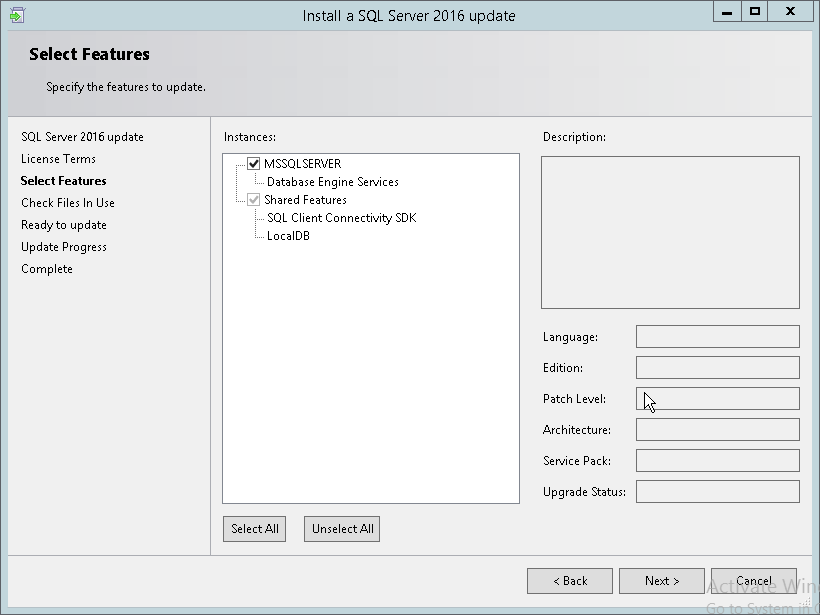 Install a SQL Server 2016 update
Select Features
Specify the features to update.
SQL Server 2016 update
License Terms
Select Features
Check Files In Use
Ready to update
Update Progress
Complete
Instances:
MSSQLSERVER
Database Engine Services
Shared Features
SQL Client Connectivity SDK
LocalDB
Select All
Unselect All
Description:
Language:
Edition:
Patch Level:
Architecture:
Service Pack:
Upgrade Status:
< Back
Next >
Cancel
Activate Win
Go to System in